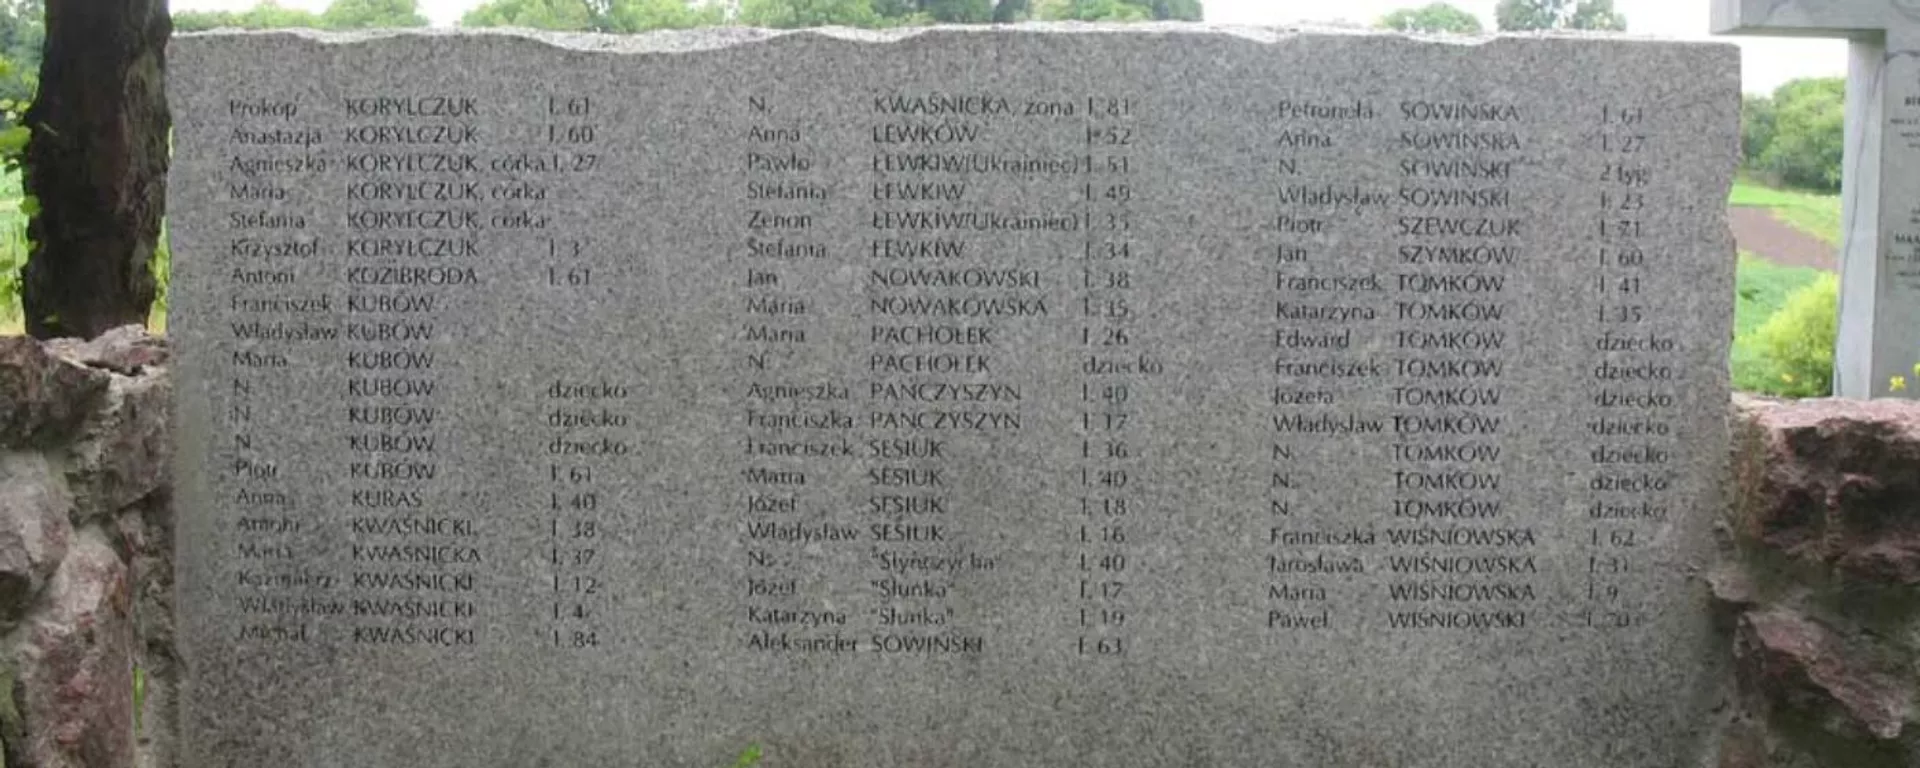 Prokop KORYLCZUK l. 61
Anastazja KORYLCZUK l. 60
Agnieszka KORYLCZUK, córka l. 27
Maria KORYLCZUK, córka
Stefania KORYLCZUK, córka
Krzysztof KORYLCZUK l. 3
Antoni KOZIBRODA l. 61
Franciszek KUBÓW
Władysław KUBÓW
Maria KUBÓW
N. KUBÓW dziecko
N. KUBÓW dziecko
N. KUBÓW dziecko
Piotr KUBÓW l. 61
Anna KURAS l. 40
Antoni KWAŚNICKI l. 38
Maria KWAŚNICKA l. 37
Kazimierz KWAŚNICKI l. 12
Władysław KWAŚNICKI l. 4
Michał KWAŚNICKI l. 84
N. KWAŚNICKA, żona l. 81
Anna ŁEWKÓW l. 52
Pawło ŁEWKIW(Ukrainiec) l. 51
Stefania ŁEWKIW l. 49
Zenon ŁEWKIW(Ukrainiec) l. 35
Stefania ŁEWKIW l. 34
Jan NOWAKOWSKI l. 38
Maria NOWAKOWSKA l. 35
Maria PACHOŁEK l. 26
N. PACHOŁEK dziecko
Agnieszka PAŃCZYSZYN l. 40
Franciszka PAŃCZYSZYN l. 17
Franciszek SESIUK l. 36
Maria SESIUK l. 40
Józef SESIUK l. 18
Władysław SESIUK l. 16
N. l. 40
Józef "Słunka" l. 17
Katarzyna "Słunka" l. 19
Aleksander SOWIŃSKI l. 63
Petronela SOWIŃSKA l. 61
Anna SOWIŃSKA l. 27
N. SOWIŃSKI 2 tyg.
Władysław SOWIŃSKI l. 23
Piotr SZEWCZUK l. 71
Jan SZYMKÓW l. 60
Franciszek TOMKÓW l. 41
Katarzyna TOMKÓW l. 35
Edward TOMKÓW dziecko
Franciszek TOMKÓW dziecko
Józefa TOMKÓW dziecko
Władysław TOMKÓW dziecko
N. TOMKÓW dziecko
N. TOMKÓW dziecko
N. TOMKÓW dziecko
Franciszka WIŚNIOWSKA l. 62
Jarosława WIŚNIOWSKA l. 31
Maria WIŚNIOWSKA l. 9
Paweł WIŚNIOWSKI l. 70